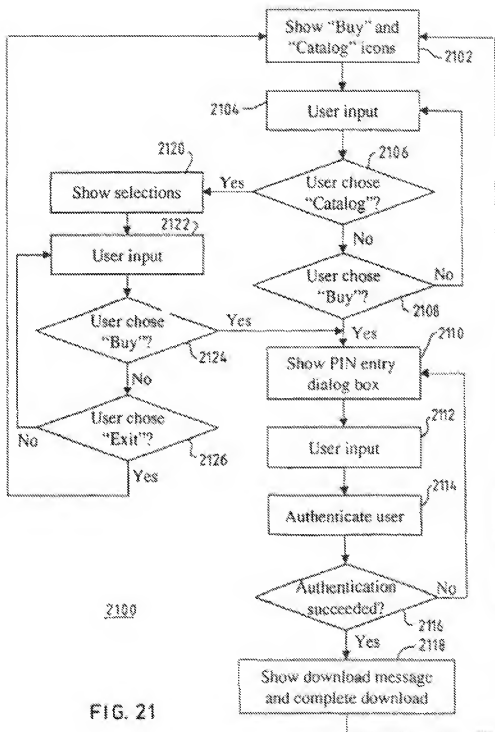 Show "Buy" and
"Catalog" icons
2102
2104
User input
2106
User chose
"Catalog"?
Yes
No
2120
Show selections
2122
User input
User chose
"Buy"?
No
2108
Yes
User chose
"Buy"?
Yes
2124
No
2110
Show PIN entry
dialog box
User chose
"Exit"?
No
2126
Yes
2112
User input
2114
Authenticate user
Authentication
succeeded?
No
2116
Yes
2118
Show download message
and complete download
2100
FIG. 21